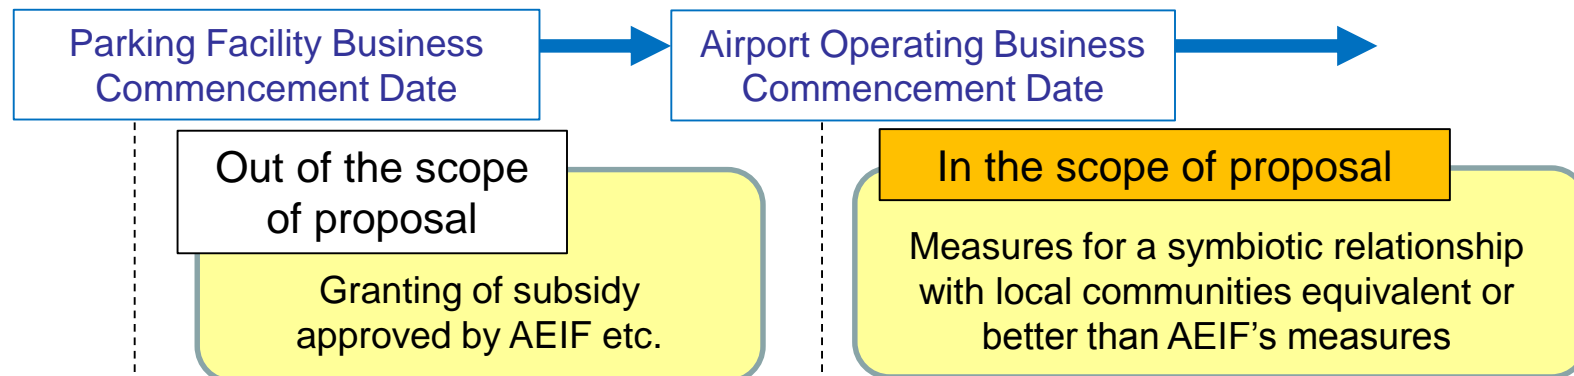 Parking Facility Business
Commencement Date
Airport Operating Business
Commencement Date
Out of the scope
of proposal
Granting of subsidy
approved by AEIF etc.
In the scope of proposal
Measures for a symbiotic relationship
with local communities equivalent or
better than AEIF's measures